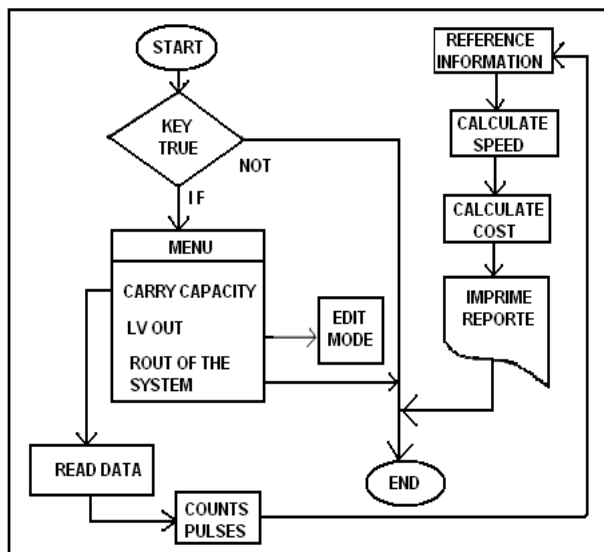 START
KEY
TRUE
NOT
IF
MENU
CARRY CAPACITY
LV OUT
ROUT OF THE
SYSTEM
EDIT
MODE
READ DATA
COUNTS
PULSES
REFERENCE
INFORMATION
CALCULATE
SPEED
CALCULATE
COST
IMPRIME
REPORTE
END